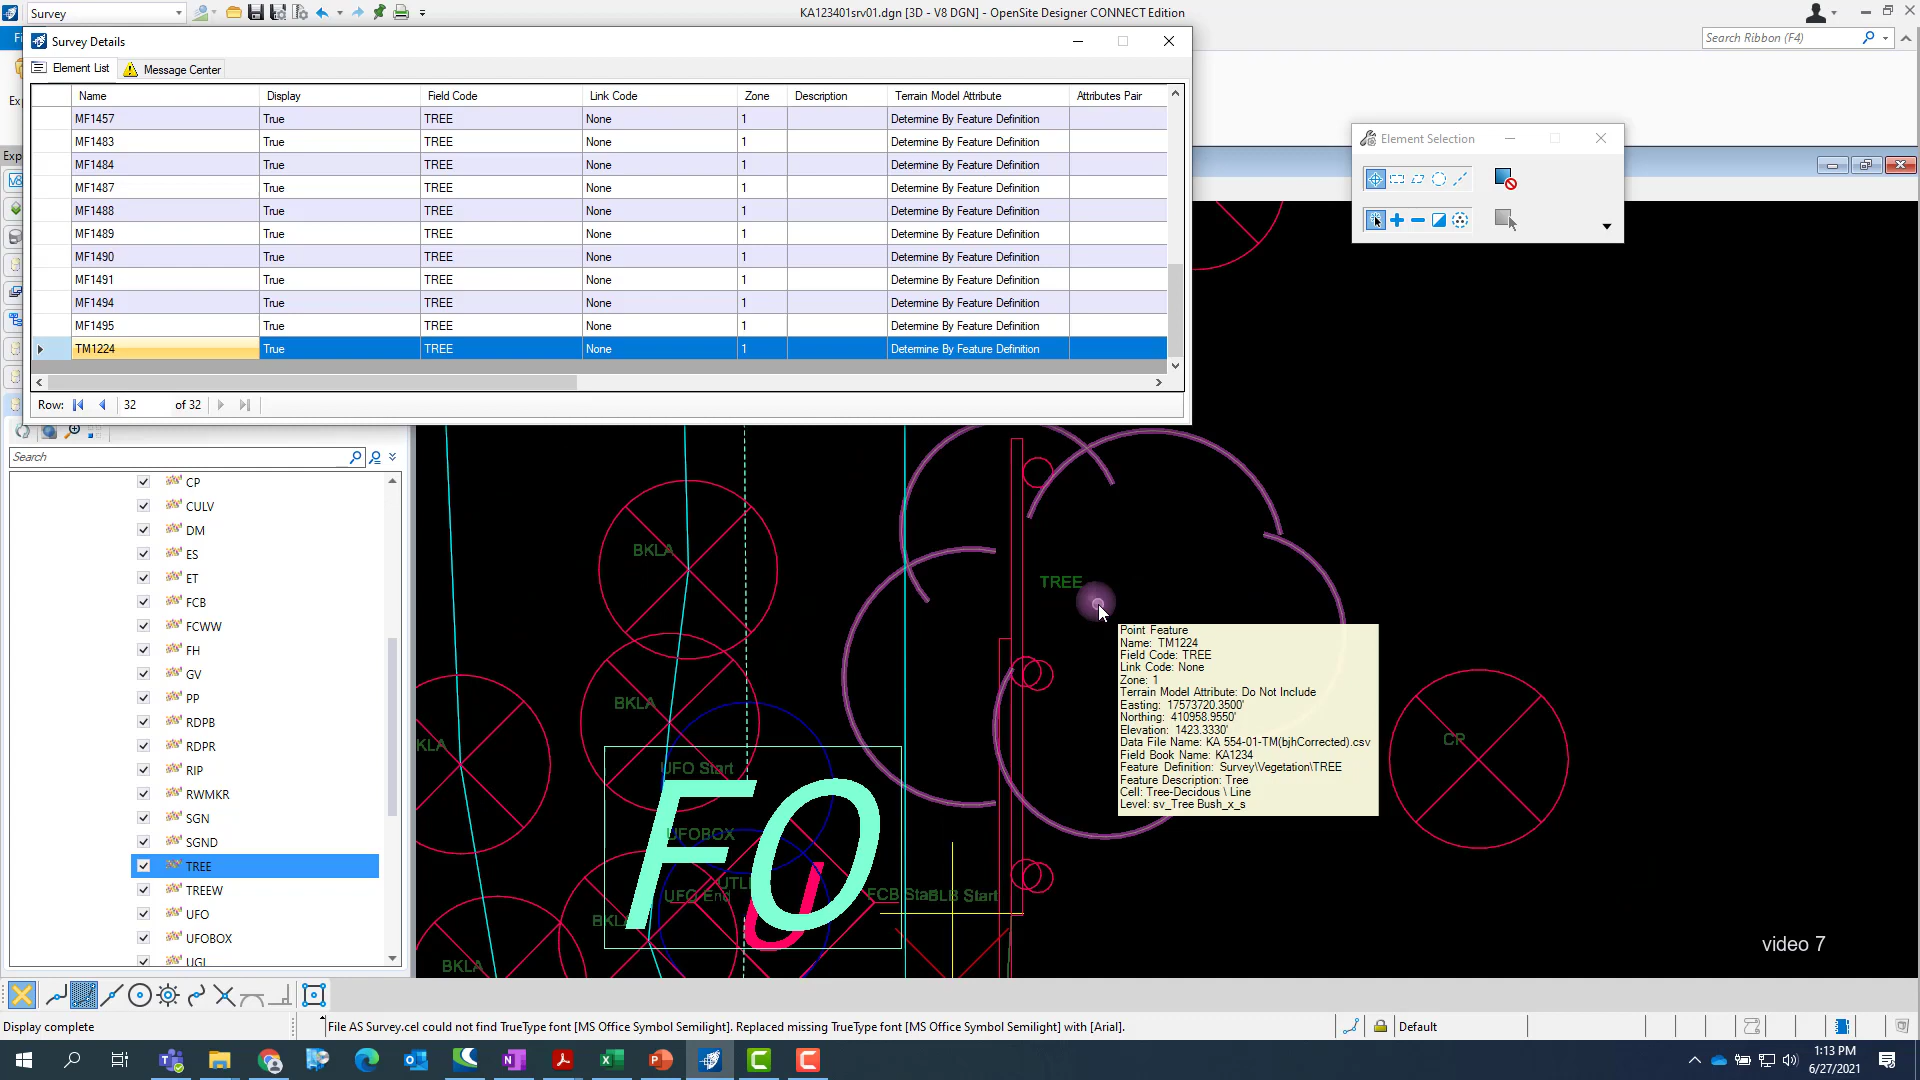 Survey
KA123401srv01.dgn [3D - V8 DGN] - OpenSite Designer CONNECT Edition
Search Ribbon (F4)
Survey Details
Element List
Message Center
Name Display Field Code Link Code Zone Description Terrain Model Attribute Attributes Pair
MF1457 True TREE None 1 Determine By Feature Definition
MF1483 True TREE None 1 Determine By Feature Definition
MF1484 True TREE None 1 Determine By Feature Definition
MF1487 True TREE None 1 Determine By Feature Definition
MF1488 True TREE None 1 Determine By Feature Definition
MF1489 True TREE None 1 Determine By Feature Definition
MF1490 True TREE None 1 Determine By Feature Definition
MF1491 True TREE None 1 Determine By Feature Definition
MF1494 True TREE None 1 Determine By Feature Definition
MF1495 True TREE None 1 Determine By Feature Definition
TM1224 True TREE None 1 Determine By Feature Definition
Row: 32 of 32
Element Selection
Search
CP
CULV
DM
ES
ET
FCB
FCWW
FH
GV
PP
RDPB
RDPR
RIP
RWMKR
SGN
SGND
TREE
TREEW
UFO
UFOBOX
UGL
BKLA
TREE
BKLA
KLA
CP
UFO Start
FO
UFOBOX
BKLA
BLB Start
BKLA
Point Feature
Name: TM1224
Field Code: TREE
Link Code: None
Zone: 1
Terrain Model Attribute: Do Not Include
Easting: 17573720.3500'
Northing: 410958.9550'
Elevation: 1423.3330'
Data File Name: KA 554-01-TM(bjhCorrected).csv
Field Book Name: KA1234
Feature Definition: Survey\Vegetation\TREE
Feature Description: Tree
Cell: Tree-Decidous \ Line
Level: sv_Tree Bush_x_s
video 7
Display complete
File AS Survey.cel could not find TrueType font [MS Office Symbol Semilight]. Replaced missing TrueType font [MS Office Symbol Semilight] with [Arial].
Default
1:13 PM
6/27/2021